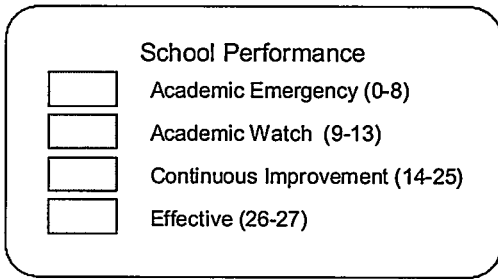 School Performance
Academic Emergency (0-8)
Academic Watch (9-13)
Continuous Improvement (14-25)
Effective (26-27)